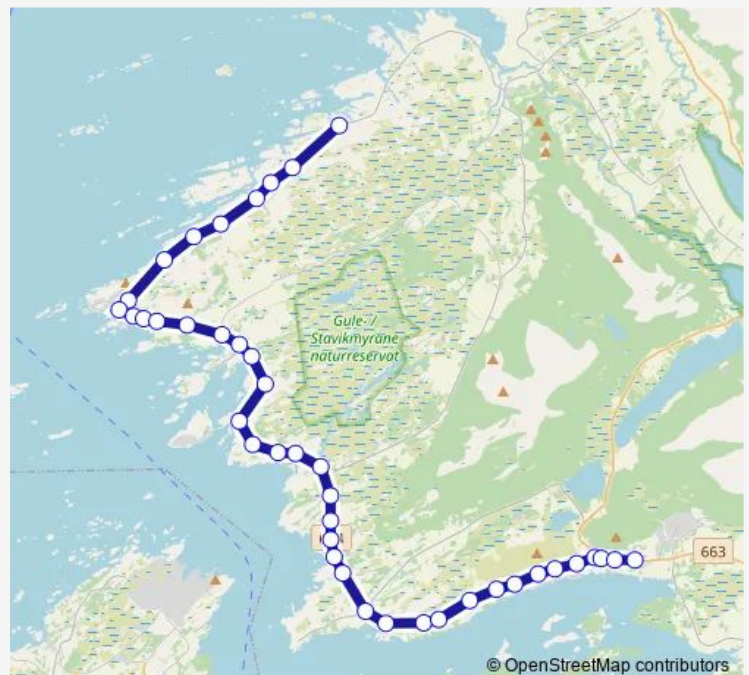 Gule- /
Stavikmyrane
naturreservat
663
© OpenStreetMap contributors